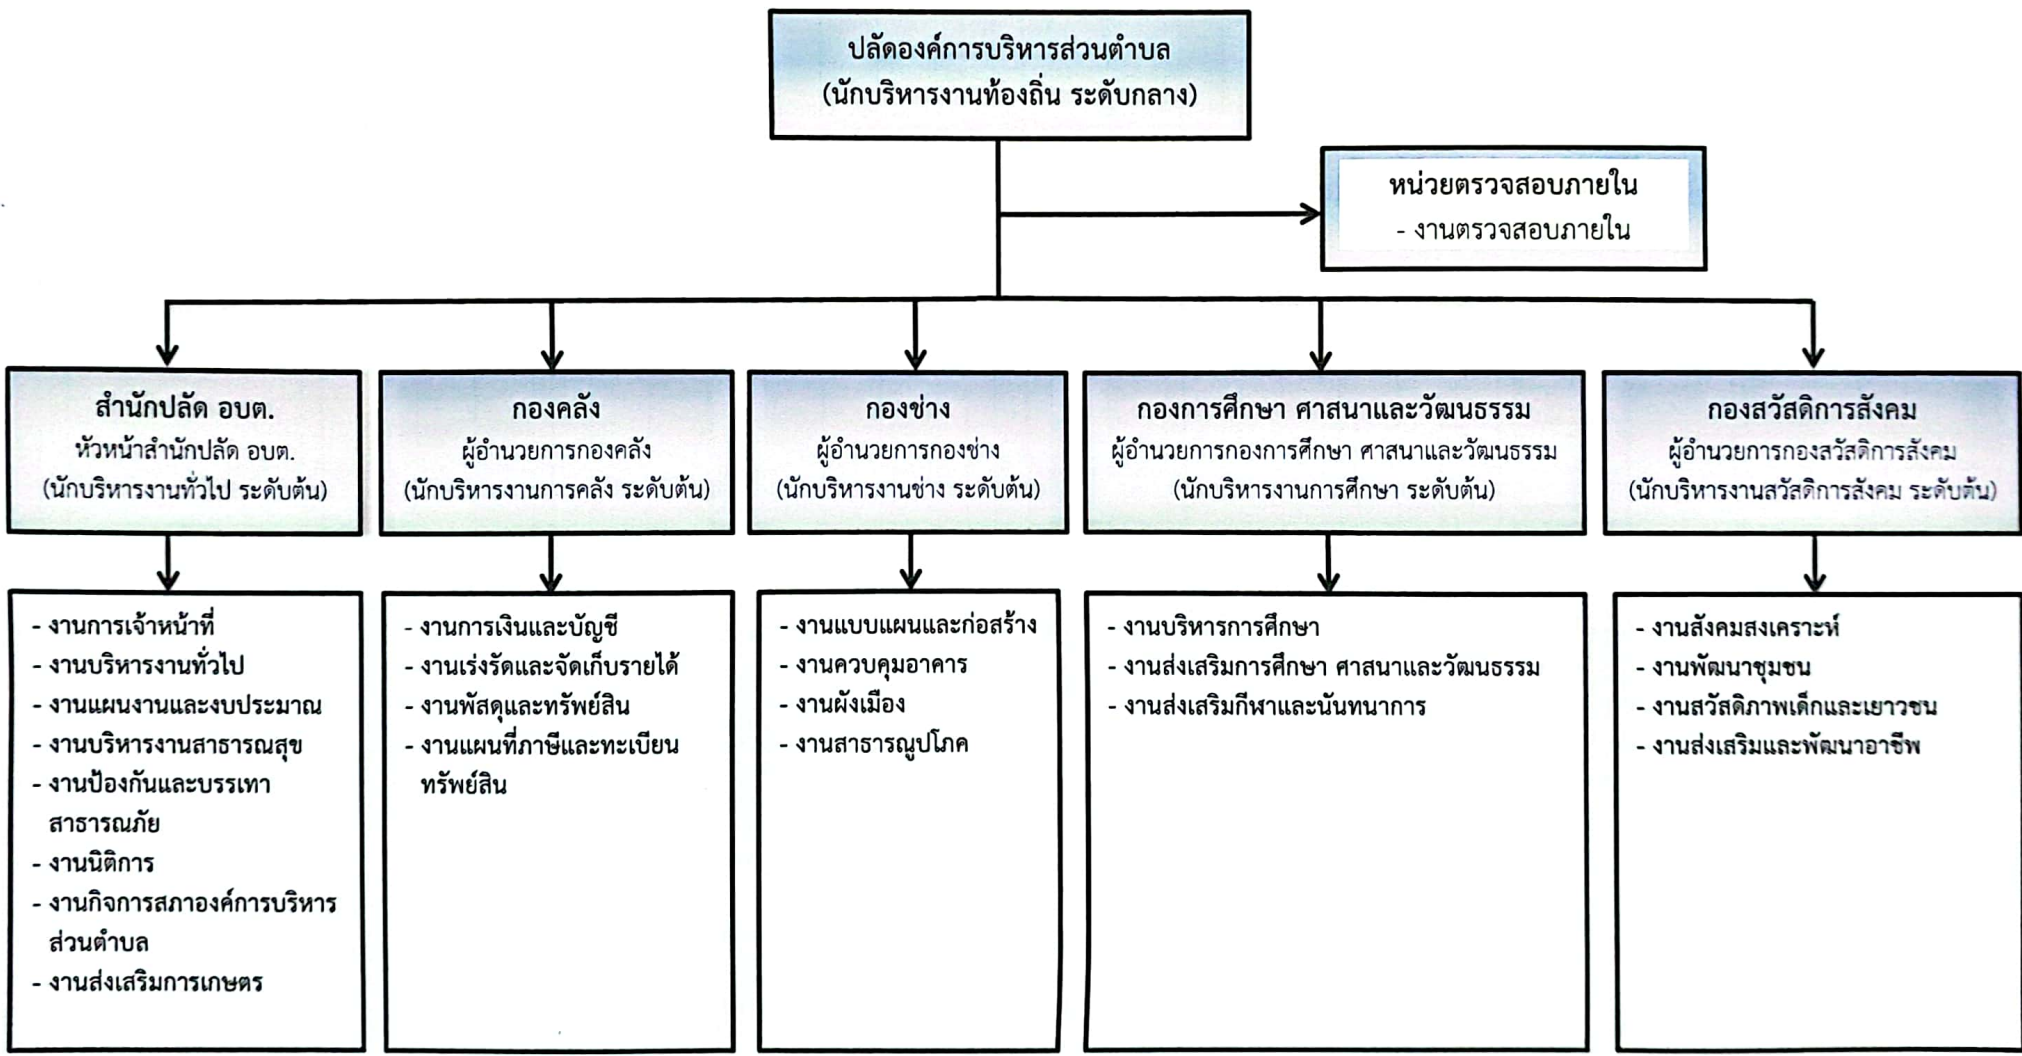 ปลัดองค์การบริหารส่วนตำบล
(นักบริหารงานท้องถิ่น ระดับกลาง)
หน่วยตรวจสอบภายใน
- งานตรวจสอบภายใน
สำนักปลัด อบต.
หัวหน้าสำนักปลัด อบต.
(นักบริหารงานทั่วไป ระดับต้น)
กองคลัง
ผู้อำนวยการกองคลัง
(นักบริหารงานการคลัง ระดับต้น)
กองช่าง
ผู้อำนวยการกองช่าง
(นักบริหารงานช่าง ระดับต้น)
กองการศึกษา ศาสนาและวัฒนธรรม
ผู้อำนวยการกองการศึกษา ศาสนาและวัฒนธรรม
(นักบริหารงานการศึกษา ระดับต้น)
กองสวัสดิการสังคม
ผู้อำนวยการกองสวัสดิการสังคม
(นักบริหารงานสวัสดิการสังคม ระดับต้น)
- งานการเจ้าหน้าที่
- งานบริหารงานทั่วไป
- งานแผนงานและงบประมาณ
- งานบริหารงานสาธารณสุข
- งานป้องกันและบรรเทา
สาธารณภัย
- งานนิติการ
- งานกิจการสภาองค์การบริหาร
ส่วนตำบล
- งานส่งเสริมการเกษตร
- งานการเงินและบัญชี
- งานเร่งรัดและจัดเก็บรายได้
- งานพัสดุและทรัพย์สิน
- งานแผนที่ภาษีและทะเบียน
ทรัพย์สิน
- งานแบบแผนและก่อสร้าง
- งานควบคุมอาคาร
- งานผังเมือง
- งานสาธารณูปโภค
- งานบริหารการศึกษา
- งานส่งเสริมการศึกษา ศาสนาและวัฒนธรรม
- งานส่งเสริมกีฬาและนันทนาการ
- งานสังคมสงเคราะห์
- งานพัฒนาชุมชน
- งานสวัสดิภาพเด็กและเยาวชน
- งานส่งเสริมและพัฒนาอาชีพ